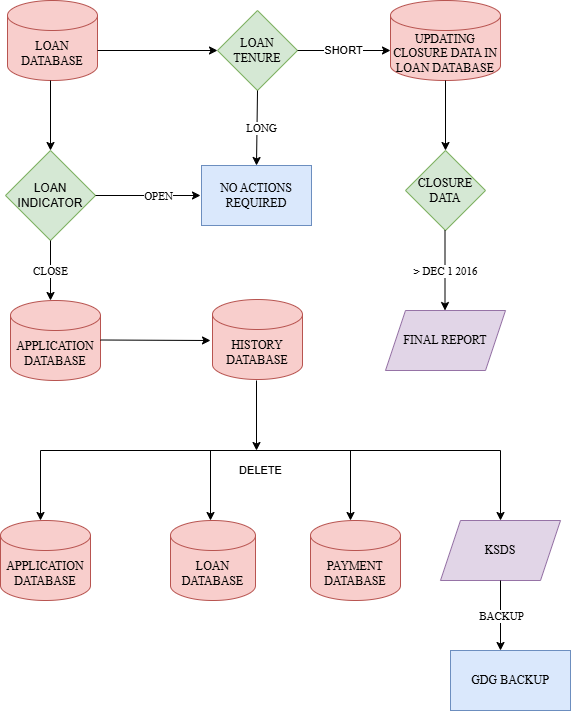 LOAN
DATABASE
LOAN
TENURE
SHORT
UPDATING
CLOSURE DATA IN
LOAN DATABASE
LONG
LOAN
INDICATOR
OPEN
NO ACTIONS
REQUIRED
CLOSURE
DATA
CLOSE
> DEC 1 2016
APPLICATION
DATABASE
HISTORY
DATABASE
FINAL REPORT
DELETE
APPLICATION
DATABASE
LOAN
DATABASE
PAYMENT
DATABASE
KSDS
BACKUP
GDG BACKUP